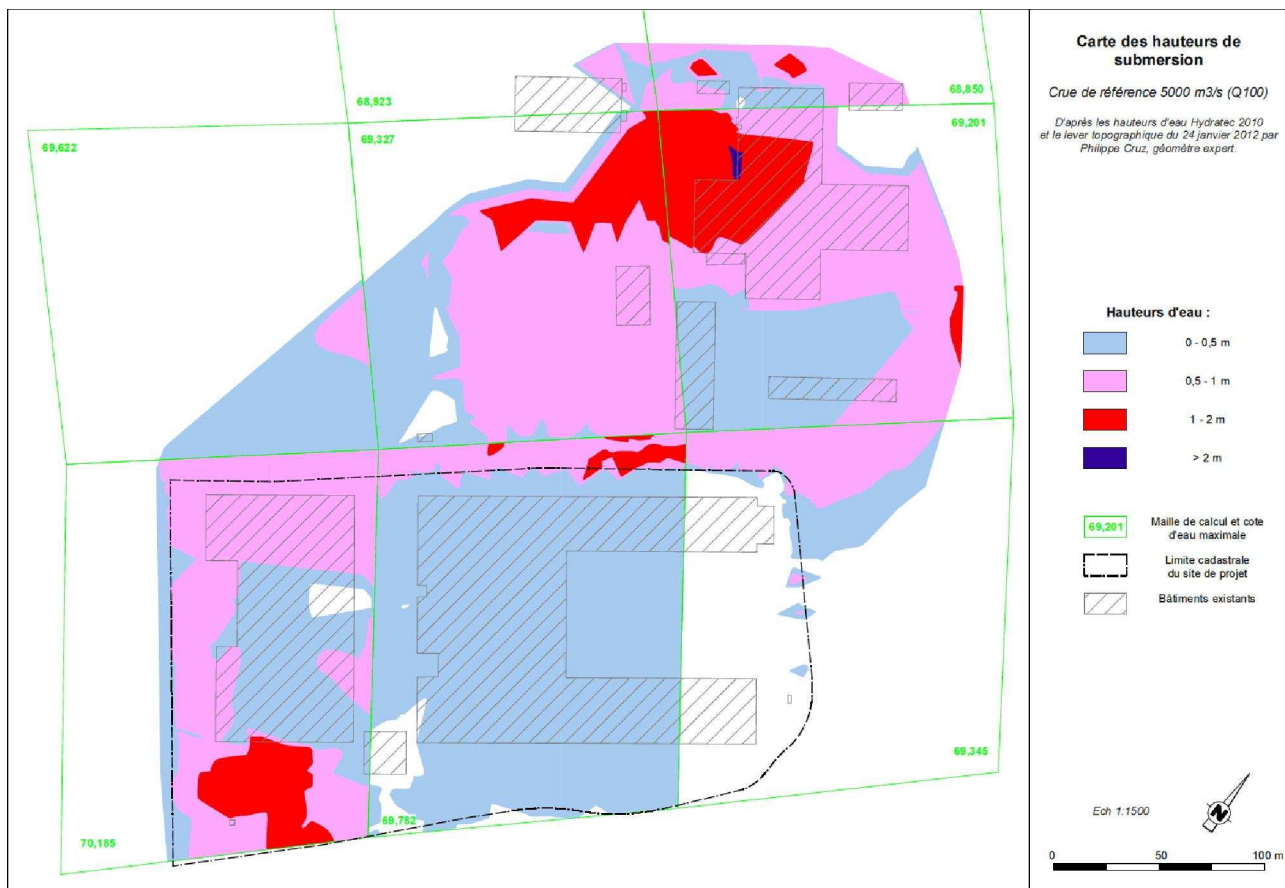 68,923
68,850
69,622
69,327
69,201
70,185
69,782
69,345
Carte des hauteurs de
submersion
Crue de référence 5000 m3/s (Q100)
D'après les hauteurs d'eau Hydratec 2010
et le lever topographique du 24 janvier 2012 par
Philippe Cruz, géomètre expert.
Hauteurs d'eau :
0 - 0,5 m
0,5 - 1 m
1 - 2 m
> 2 m
69,201
Maille de calcul et cote
d'eau maximale
Limite cadastrale
du site de projet
Bâtiments existants
Ech 1:1500
N
0 50 100 m